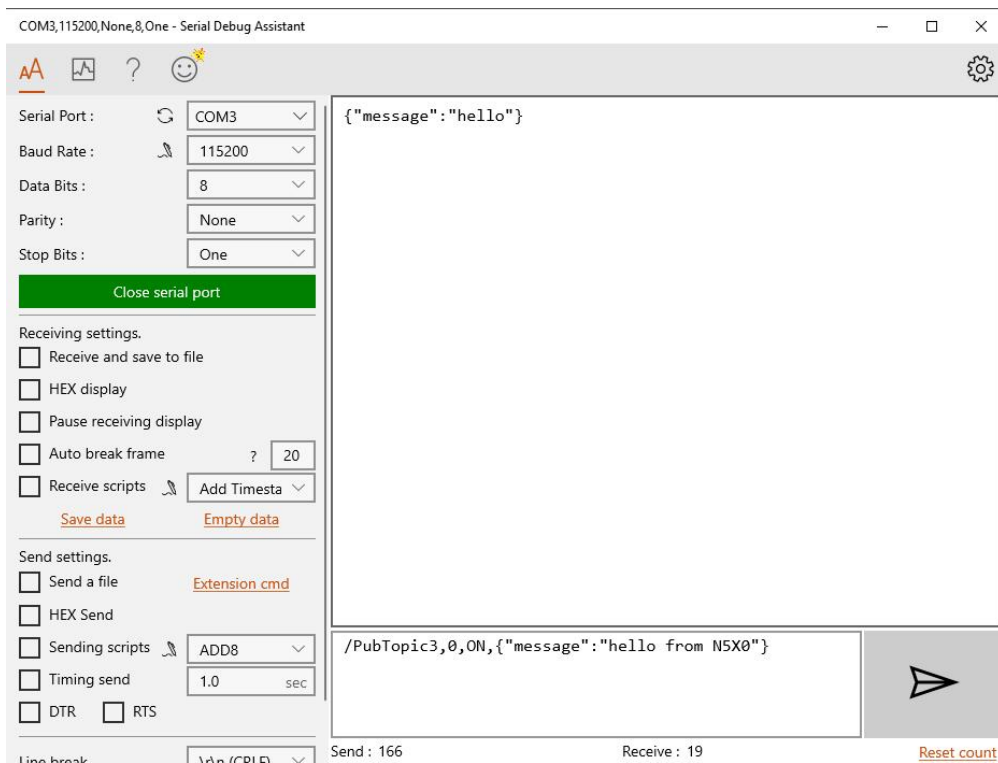 COM3,115200,None,8,One - Serial Debug Assistant
AA
?
Serial Port :
COM3
{"message":"hello"}
Baud Rate :
115200
Data Bits :
8
Parity :
None
Stop Bits :
One
Close serial port
Receiving settings.
Receive and save to file
HEX display
Pause receiving display
Auto break frame
?
20
Receive scripts
Add Timesta
Save data
Empty data
Send settings.
Send a file
Extension cmd
HEX Send
Sending scripts
ADD8
/PubTopic3,0,ON,{"message":"hello from N5X0"}
Timing send
1.0
sec
DTR
RTS
Send : 166
Receive : 19
Reset count
Line break
\r\n (CRLF)